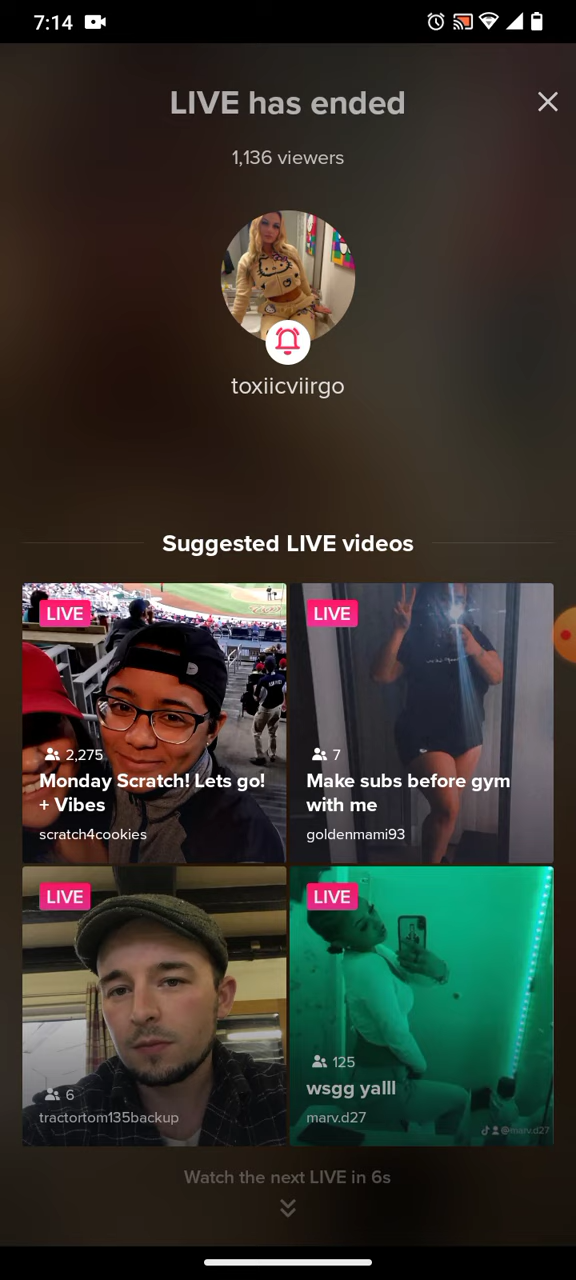 7:14
LIVE has ended
1,136 viewers
toxiicviirgo
Suggested LIVE videos
LIVE
2,275
Monday Scratch! Lets go!
+ Vibes
scratch4cookies
LIVE
7
Make subs before gym
with me
goldenmami93
LIVE
6
tractortom135backup
LIVE
125
wsgg yalll
marv.d27
@marv.d27
Watch the next LIVE in 6s